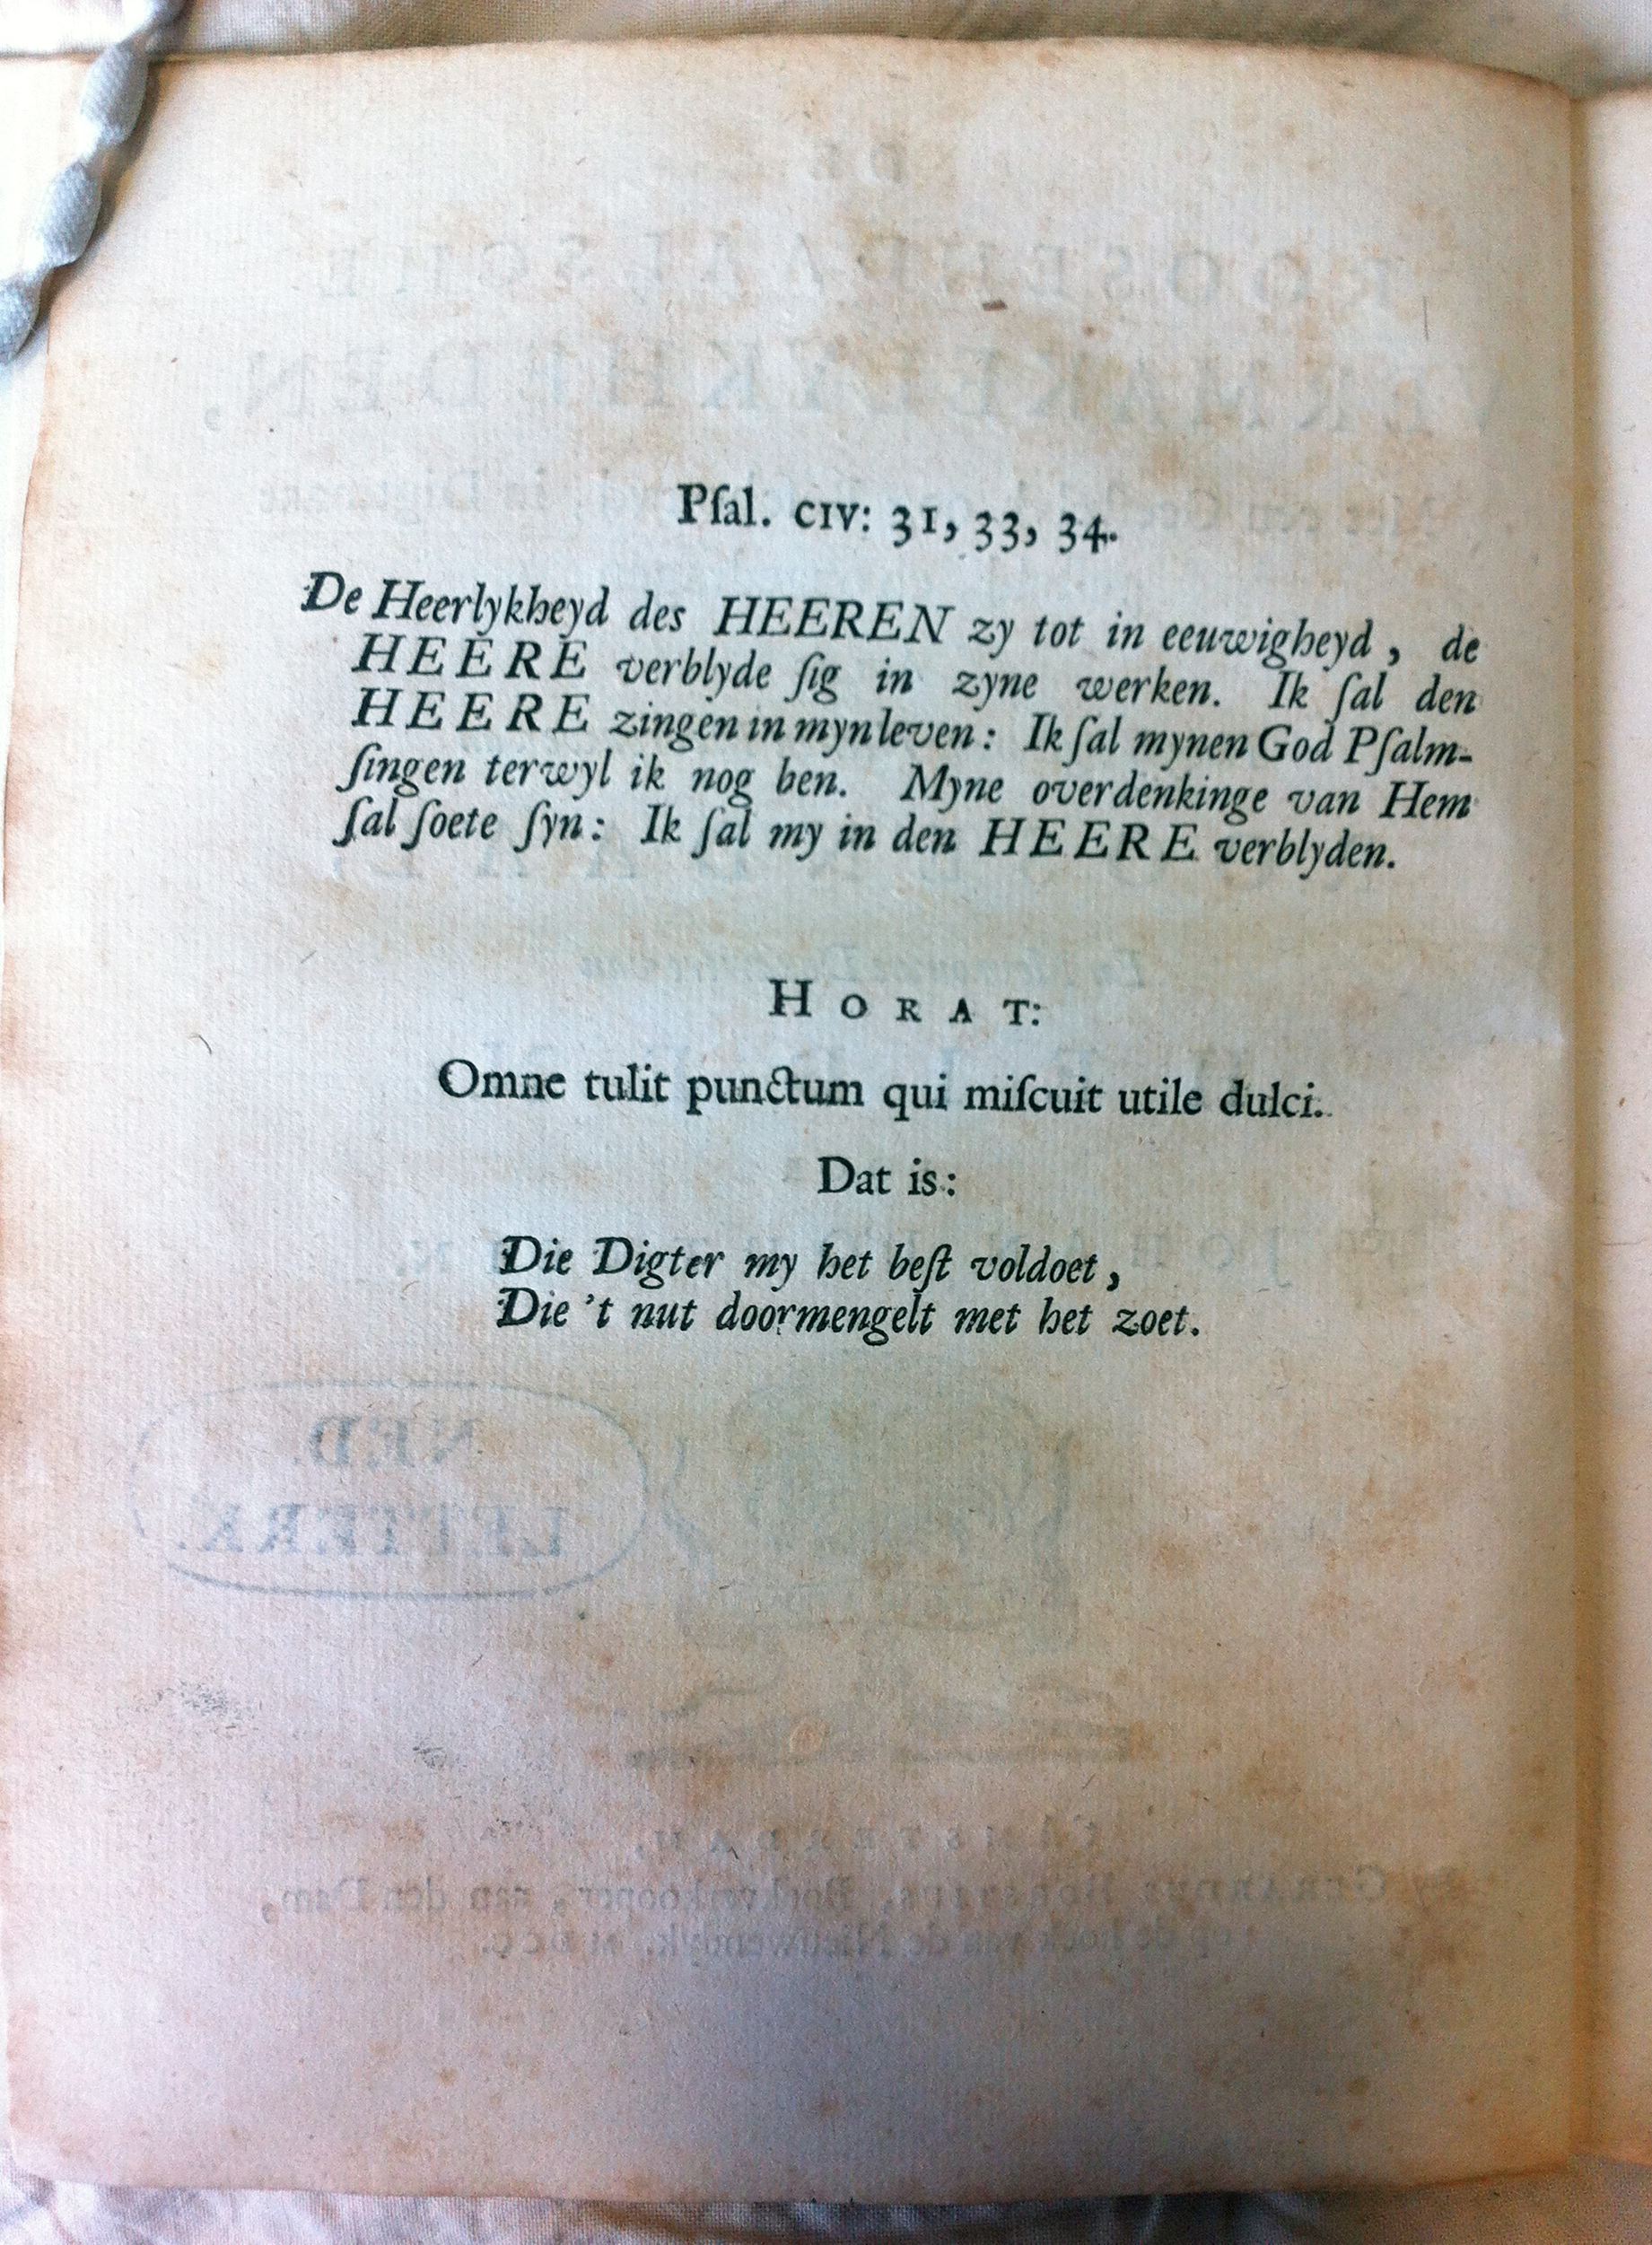 Pſal. CIV: 31, 33, 34.
De Heerlykheyd des HEEREN zy tot in eeuwigheyd, de
HEERE verblyde ſig in zyne werken. Ik ſal den
HEERE zingen in myn leven: Ik ſal mynen God Pſalm-
ſingen terwyl ik nog ben. Myne overdenkinge van Hem
ſal ſoete ſyn: Ik ſal my in den HEERE verblyden.
HORAT:
Omne tulit punctum qui miſcuit utile dulci.
Dat is:
Die Digter my het beſt voldoet,
Die 't nut doormengelt met het zoet.
NED.
LETTERK.